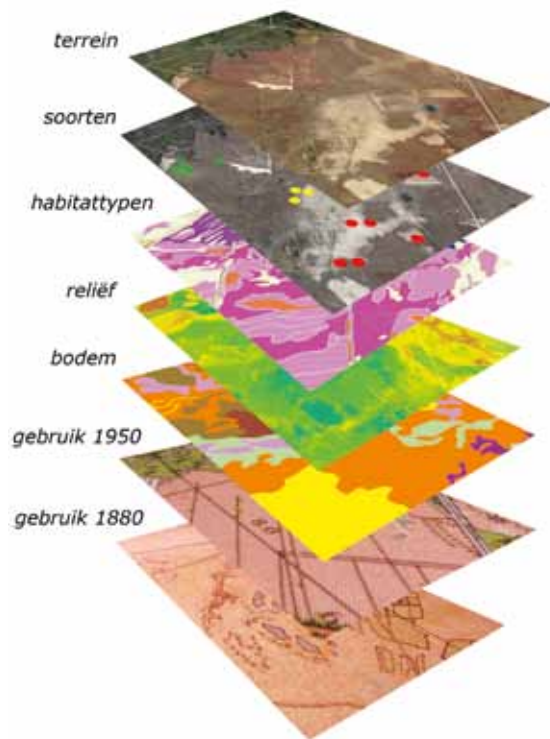 terrein
soorten
habitattypen
reliëf
bodem
gebruik 1950
gebruik 1880